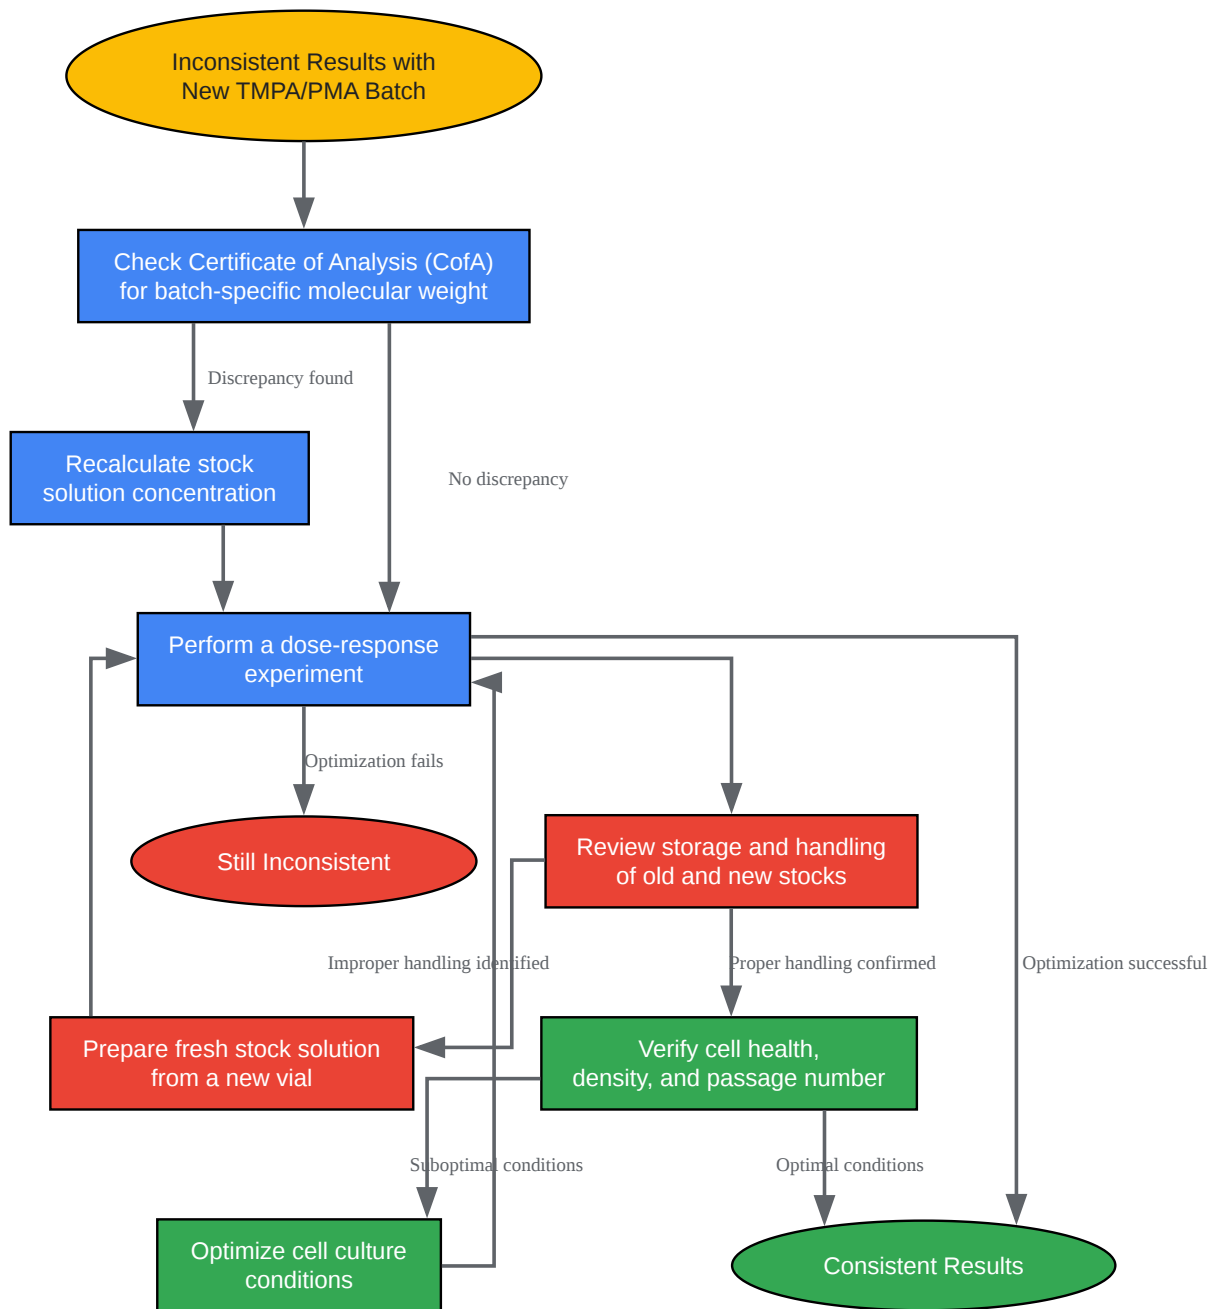 Inconsistent Results with
New TMPA/PMA Batch
Check Certificate of Analysis (CofA)
for batch-specific molecular weight
Discrepancy found
Recalculate stock
solution concentration
No discrepancy
Perform a dose-response
experiment
Optimization fails
Still Inconsistent
Review storage and handling
of old and new stocks
Improper handling identified
Proper handling confirmed
Optimization successful
Prepare fresh stock solution
from a new vial
Verify cell health,
density, and passage number
Suboptimal conditions
Optimal conditions
Optimize cell culture
conditions
Consistent Results